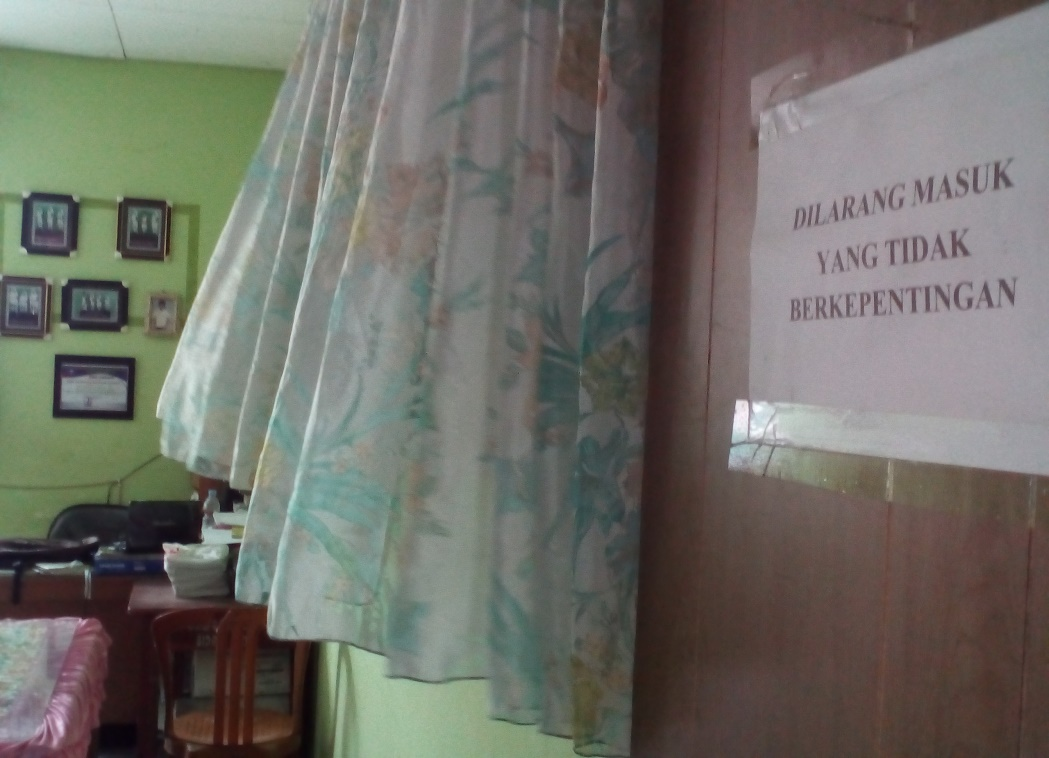 DILARANG MASUK
YANG TIDAK
BERKEPENTINGAN